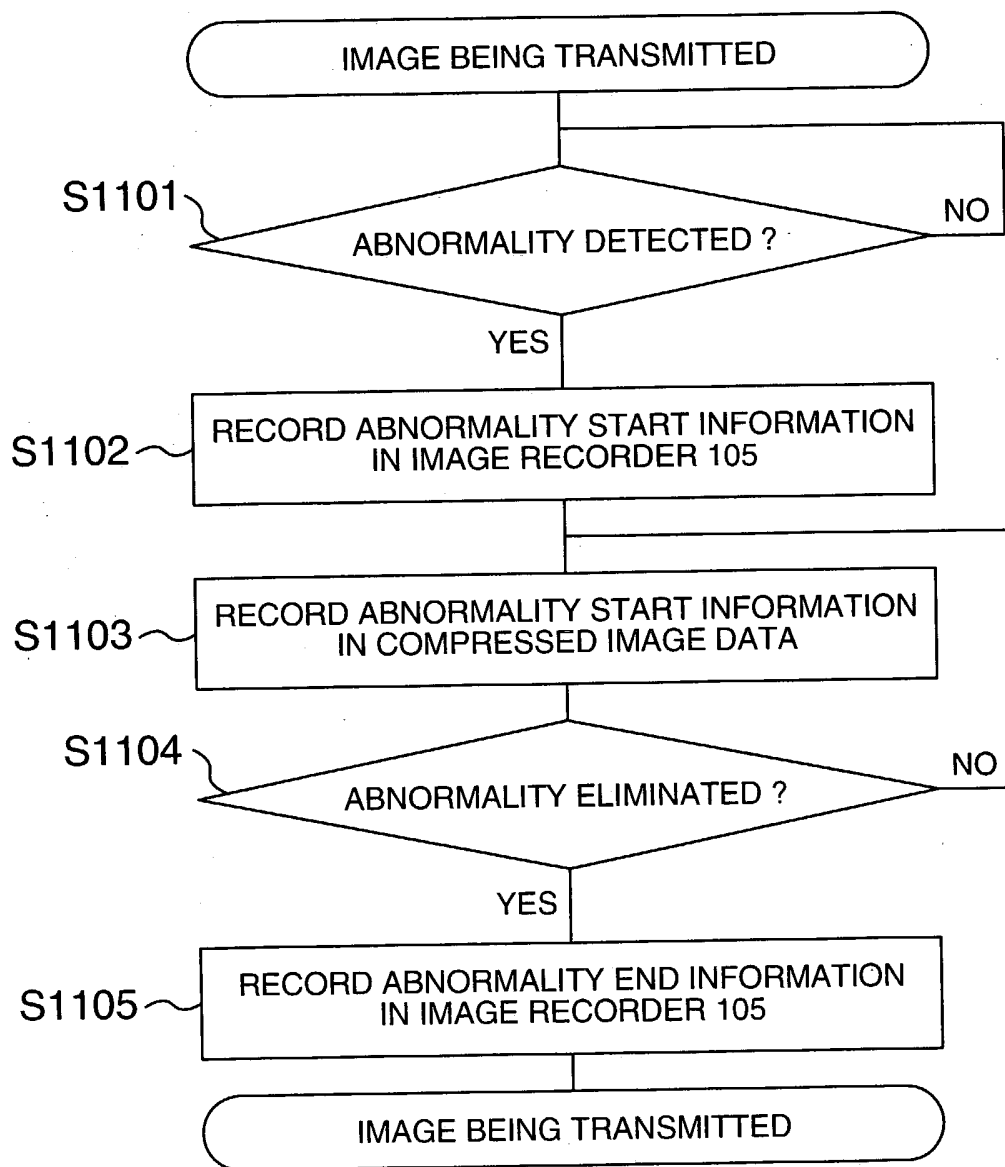 IMAGE BEING TRANSMITTED
S1101
ABNORMALITY DETECTED ?
NO
YES
S1102
RECORD ABNORMALITY START INFORMATION
IN IMAGE RECORDER 105
S1103
RECORD ABNORMALITY START INFORMATION
IN COMPRESSED IMAGE DATA
S1104
ABNORMALITY ELIMINATED ?
NO
YES
S1105
RECORD ABNORMALITY END INFORMATION
IN IMAGE RECORDER 105
IMAGE BEING TRANSMITTED